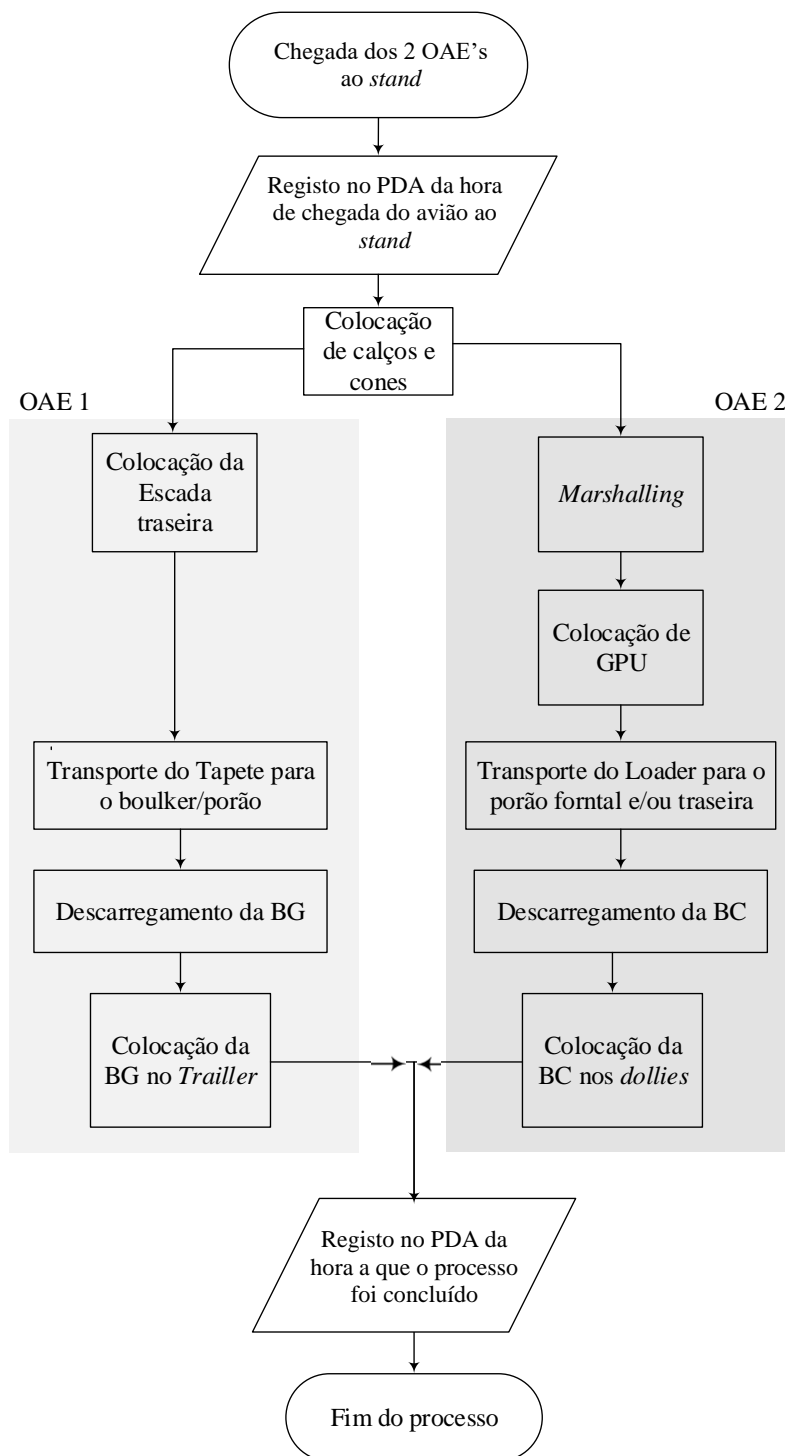 Chegada dos 2 OAE’s
ao stand
Registo no PDA da hora
de chegada do avião ao
stand
Colocação
de calços e
cones
OAE 1
OAE 2
Colocação da
Escada
traseira
Marshalling
Colocação de
GPU
Transporte do Tapete para
o boulker/porão
Transporte do Loader para o
porão forntal e/ou traseira
Descarregamento da BG
Descarregamento da BC
Colocação da
BG no Trailler
Colocação da
BC nos dollies
Registo no PDA da
hora a que o processo
foi concluído
Fim do processo